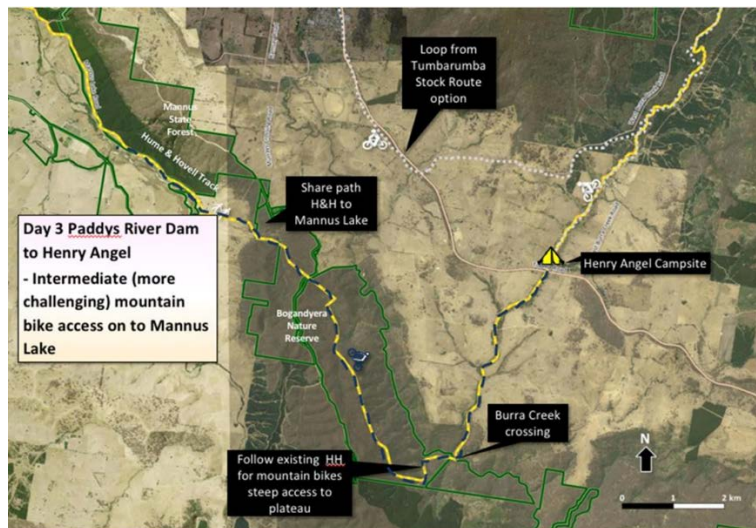 Loop from
Tumbarumba
Stock Route
option
Mannus
State
Forest
Hume & Hovell Track
Share path
H&H to
Mannus Lake
Day 3 Paddys River Dam
to Henry Angel
- Intermediate (more
challenging) mountain
bike access on to Mannus
Lake
Henry Angel Campsite
Bogandyera
Nature
Reserve
Burra Creek
crossing
Follow existing HH
for mountain bikes
steep access to
plateau
N
0 1 2 km